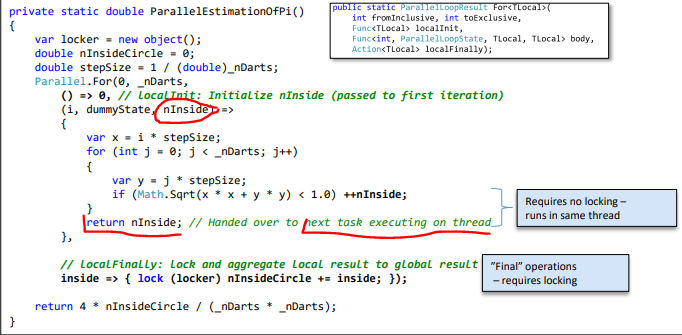 private static double ParallelEstimationOfPi()
{
var locker = new object();
double nInsideCircle = 0;
double stepSize = 1 / (double)_nDarts;
Parallel.For(0, _nDarts,
() => 0, // localInit: Initialize nInside (passed to first iteration)
(i, dummyState, nInside) =>
{
var x = i * stepSize;
for (int j = 0; j < _nDarts; j++)
{
var y = j * stepSize;
if (Math.Sqrt(x * x + y * y) < 1.0) ++nInside;
}
return nInside; // Handed over to next task executing on thread
},
// localFinally: lock and aggregate local result to global result
inside => { lock (locker) nInsideCircle += inside; });
return 4 * nInsideCircle / (_nDarts * _nDarts);
}
public static ParallelLoopResult For<TLocal>(
int fromInclusive, int toExclusive,
Func<TLocal> localInit,
Func<int, ParallelLoopState, TLocal, TLocal> body,
Action<TLocal> localFinally);
Requires no locking –
runs in same thread
”Final” operations
– requires locking